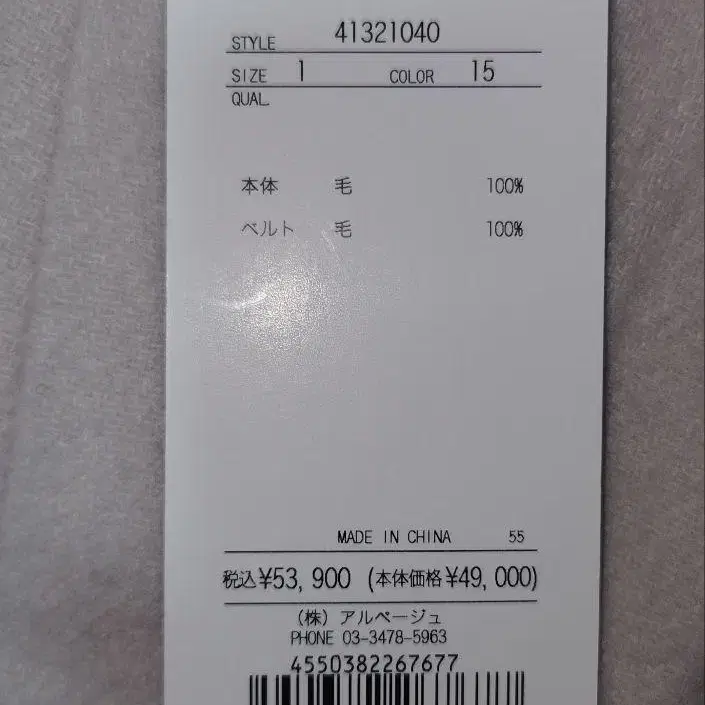 STYLE 41321040
SIZE 1 COLOR 15
QUAL
本体 毛 100%
ベルト 毛 100%
MADE IN CHINA 55
税込¥53,900 (本体価格¥49,000)
(株) アルページュ
PHONE 03-3478-5963
4550382267677